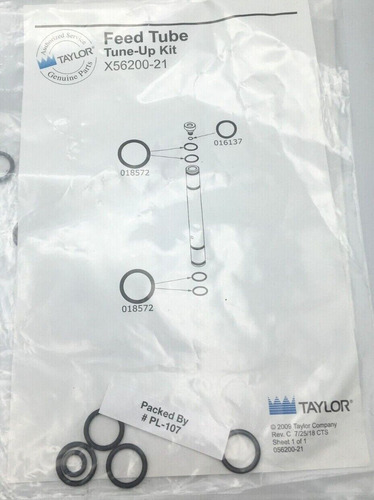 Authorized Service
TAYLOR®
Genuine Parts
Feed Tube
Tune-Up Kit
X56200-21
016137
018572
018572
Packed By
# PL-107
TAYLOR®
© 2009 Taylor Company
Rev. C 7/25/18 CTS
Sheet 1 of 1
056200-21